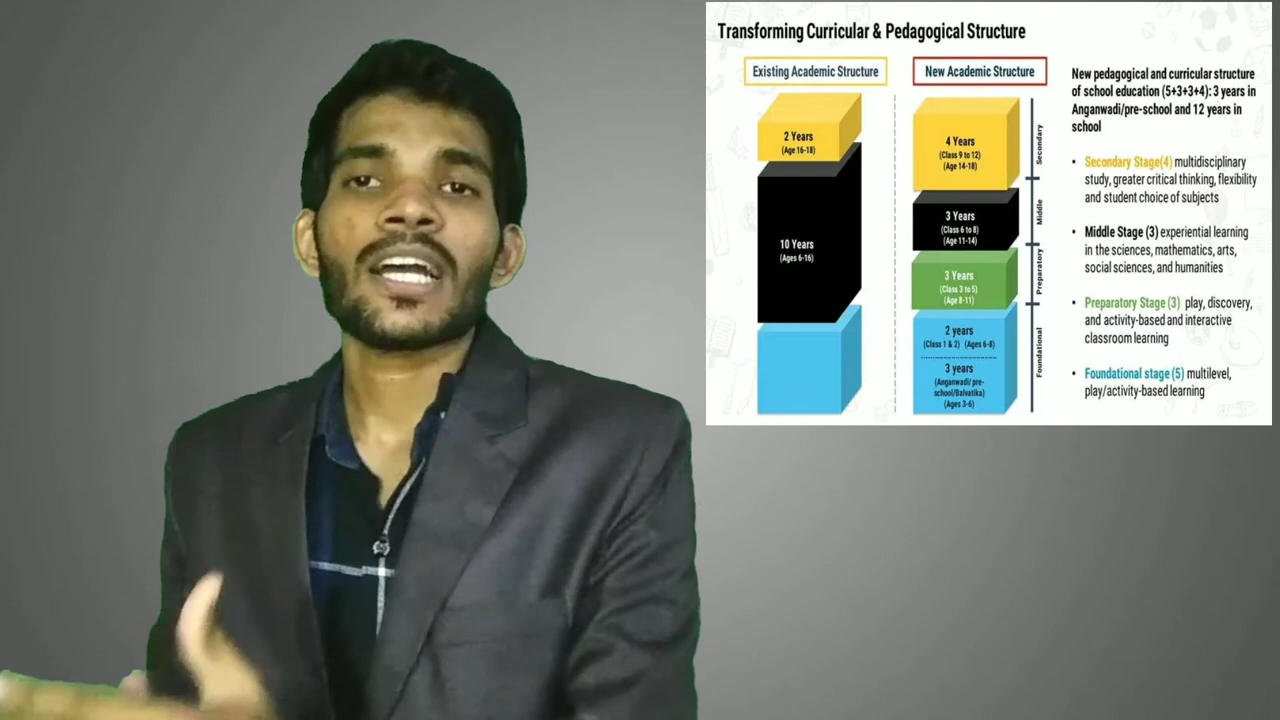 Transforming Curricular & Pedagogical Structure
Existing Academic Structure
2 Years
(Age 16-18)
10 Years
(Ages 6-16)
New Academic Structure
4 Years
(Class 9 to 12)
(Age 14-18)
3 Years
(Class 6 to 8)
(Age 11-14)
3 Years
(Class 3 to 5)
(Age 8-11)
2 years
(Class 1 & 2) (Ages 6-8)
3 years
(Anganwadi/ pre-
school/Balvatika)
(Ages 3-6)
Secondary
Middle
Preparatory
Foundational
New pedagogical and curricular structure
of school education (5+3+3+4): 3 years in
Anganwadi/pre-school and 12 years in
school
• Secondary Stage(4) multidisciplinary
study, greater critical thinking, flexibility
and student choice of subjects
• Middle Stage (3) experiential learning
in the sciences, mathematics, arts,
social sciences, and humanities
• Preparatory Stage (3) play, discovery,
and activity-based and interactive
classroom learning
• Foundational stage (5) multilevel,
play/activity-based learning